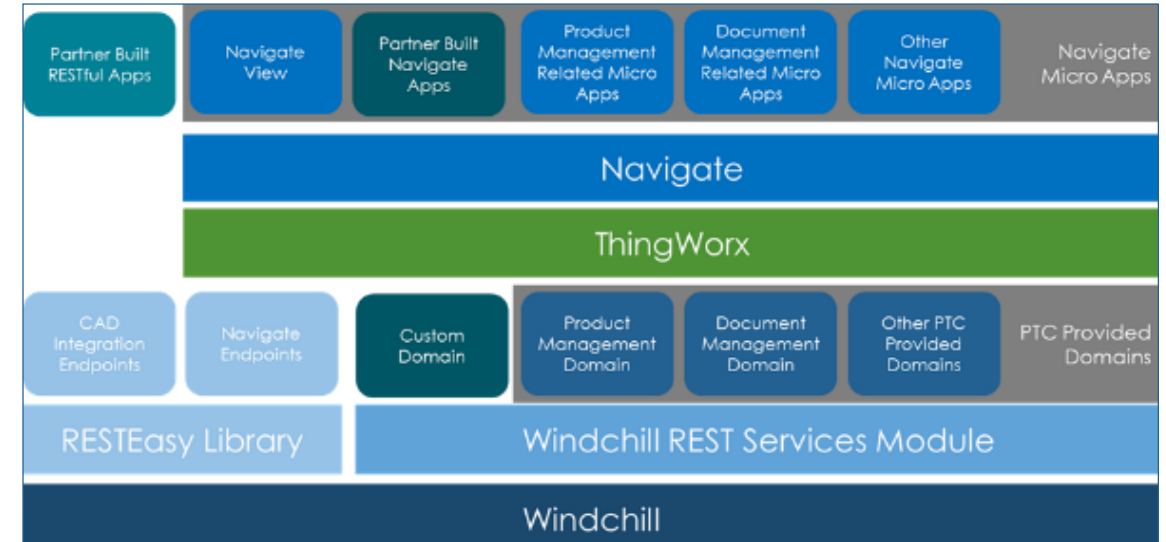 Partner Built
RESTful Apps
Navigate
View
Partner Built
Navigate
Apps
Product
Management
Related Micro
Apps
Document
Management
Related Micro
Apps
Other
Navigate
Micro Apps
Navigate
Micro Apps
Navigate
ThingWorx
CAD
Integration
Endpoints
Navigate
Endpoints
Custom
Domain
Product
Management
Domain
Document
Management
Domain
Other PTC
Provided
Domains
PTC Provided
Domains
RESTEasy Library
Windchill REST Services Module
Windchill